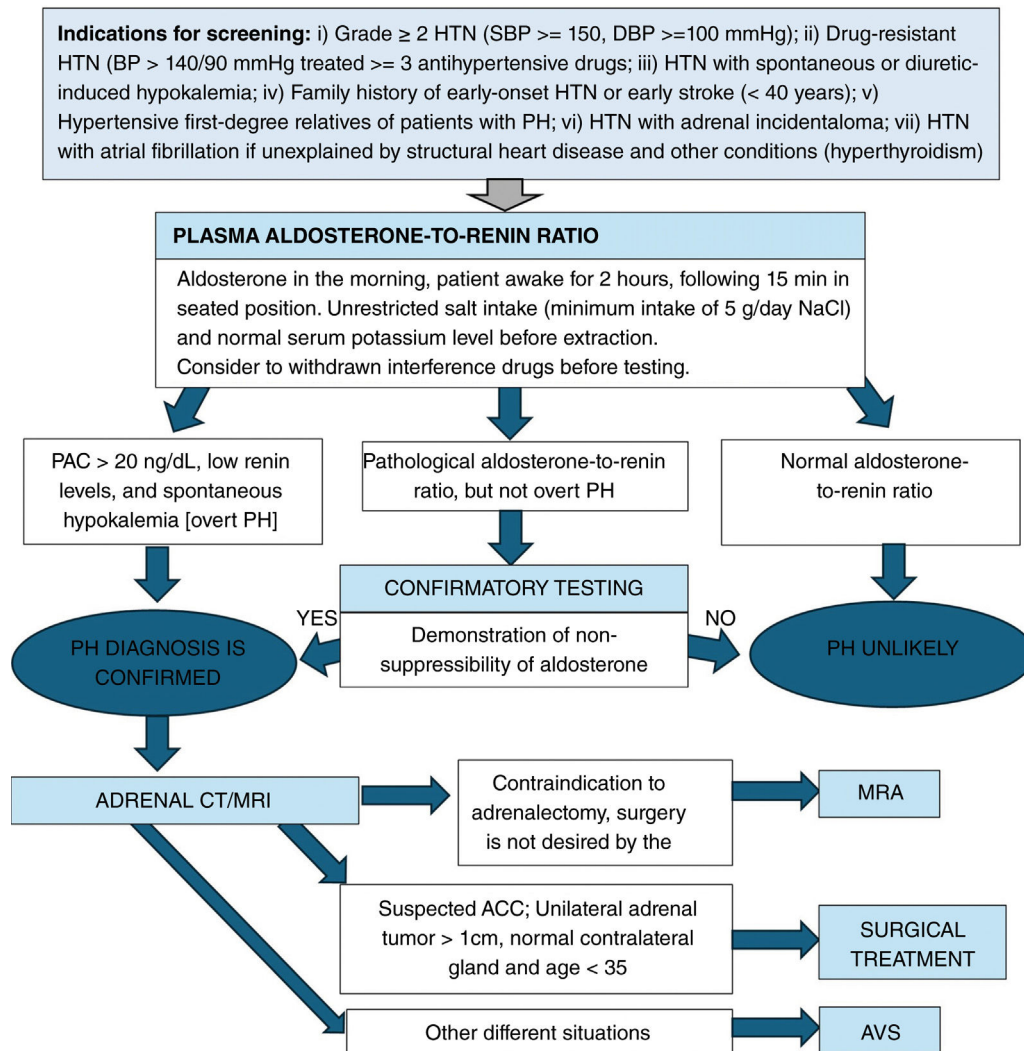 Indications for screening: i) Grade ≥ 2 HTN (SBP >= 150, DBP >=100 mmHg); ii) Drug-resistant
HTN (BP > 140/90 mmHg treated >= 3 antihypertensive drugs; iii) HTN with spontaneous or diuretic-
induced hypokalemia; iv) Family history of early-onset HTN or early stroke (< 40 years); v)
Hypertensive first-degree relatives of patients with PH; vi) HTN with adrenal incidentaloma; vii) HTN
with atrial fibrillation if unexplained by structural heart disease and other conditions (hyperthyroidism)
PLASMA ALDOSTERONE-TO-RENIN RATIO
Aldosterone in the morning, patient awake for 2 hours, following 15 min in
seated position. Unrestricted salt intake (minimum intake of 5 g/day NaCl)
and normal serum potassium level before extraction.
Consider to withdrawn interference drugs before testing.
PAC > 20 ng/dL, low renin
levels, and spontaneous
hypokalemia [overt PH]
Pathological aldosterone-to-renin
ratio, but not overt PH
Normal aldosterone-
to-renin ratio
CONFIRMATORY TESTING
Demonstration of non-
suppressibility of aldosterone
YES
NO
PH DIAGNOSIS IS
CONFIRMED
PH UNLIKELY
ADRENAL CT/MRI
Contraindication to
adrenalectomy, surgery
is not desired by the
MRA
Suspected ACC; Unilateral adrenal
tumor > 1cm, normal contralateral
gland and age < 35
SURGICAL
TREATMENT
Other different situations
AVS